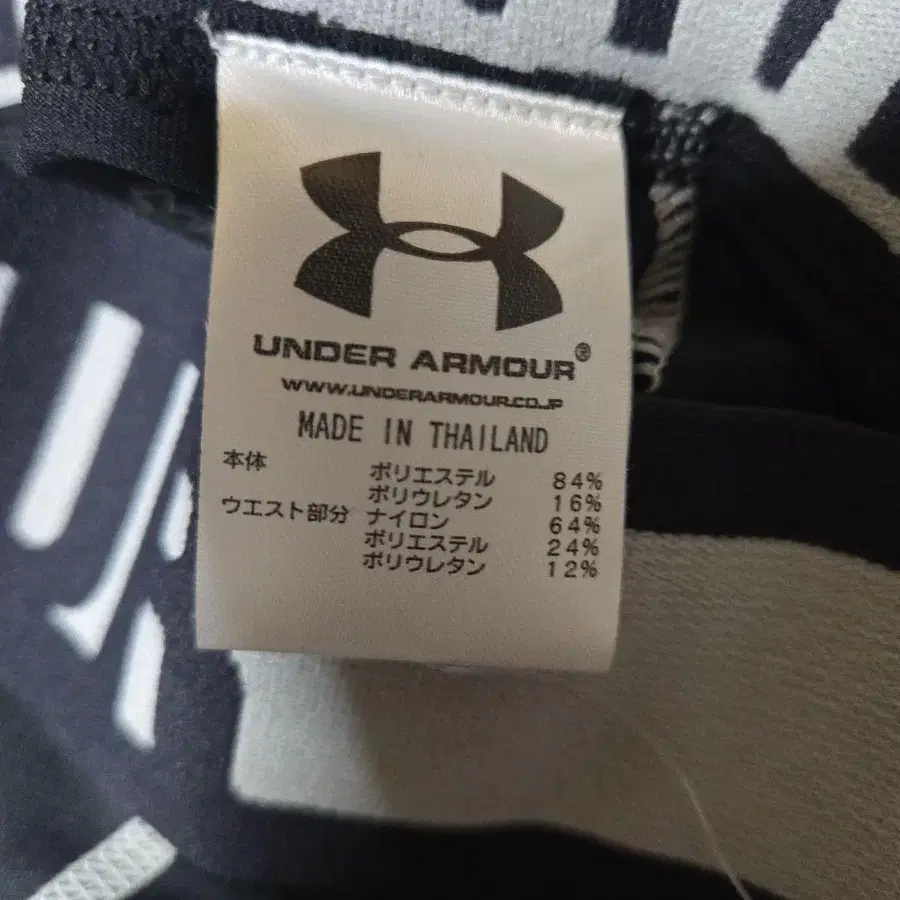 UNDER ARMOUR®
WWW.UNDERARMOUR.CO.JP
MADE IN THAILAND
本体 ポリエステル 84%
ポリウレタン 16%
ウエスト部分 ナイロン 64%
ポリエステル 24%
ポリウレタン 12%